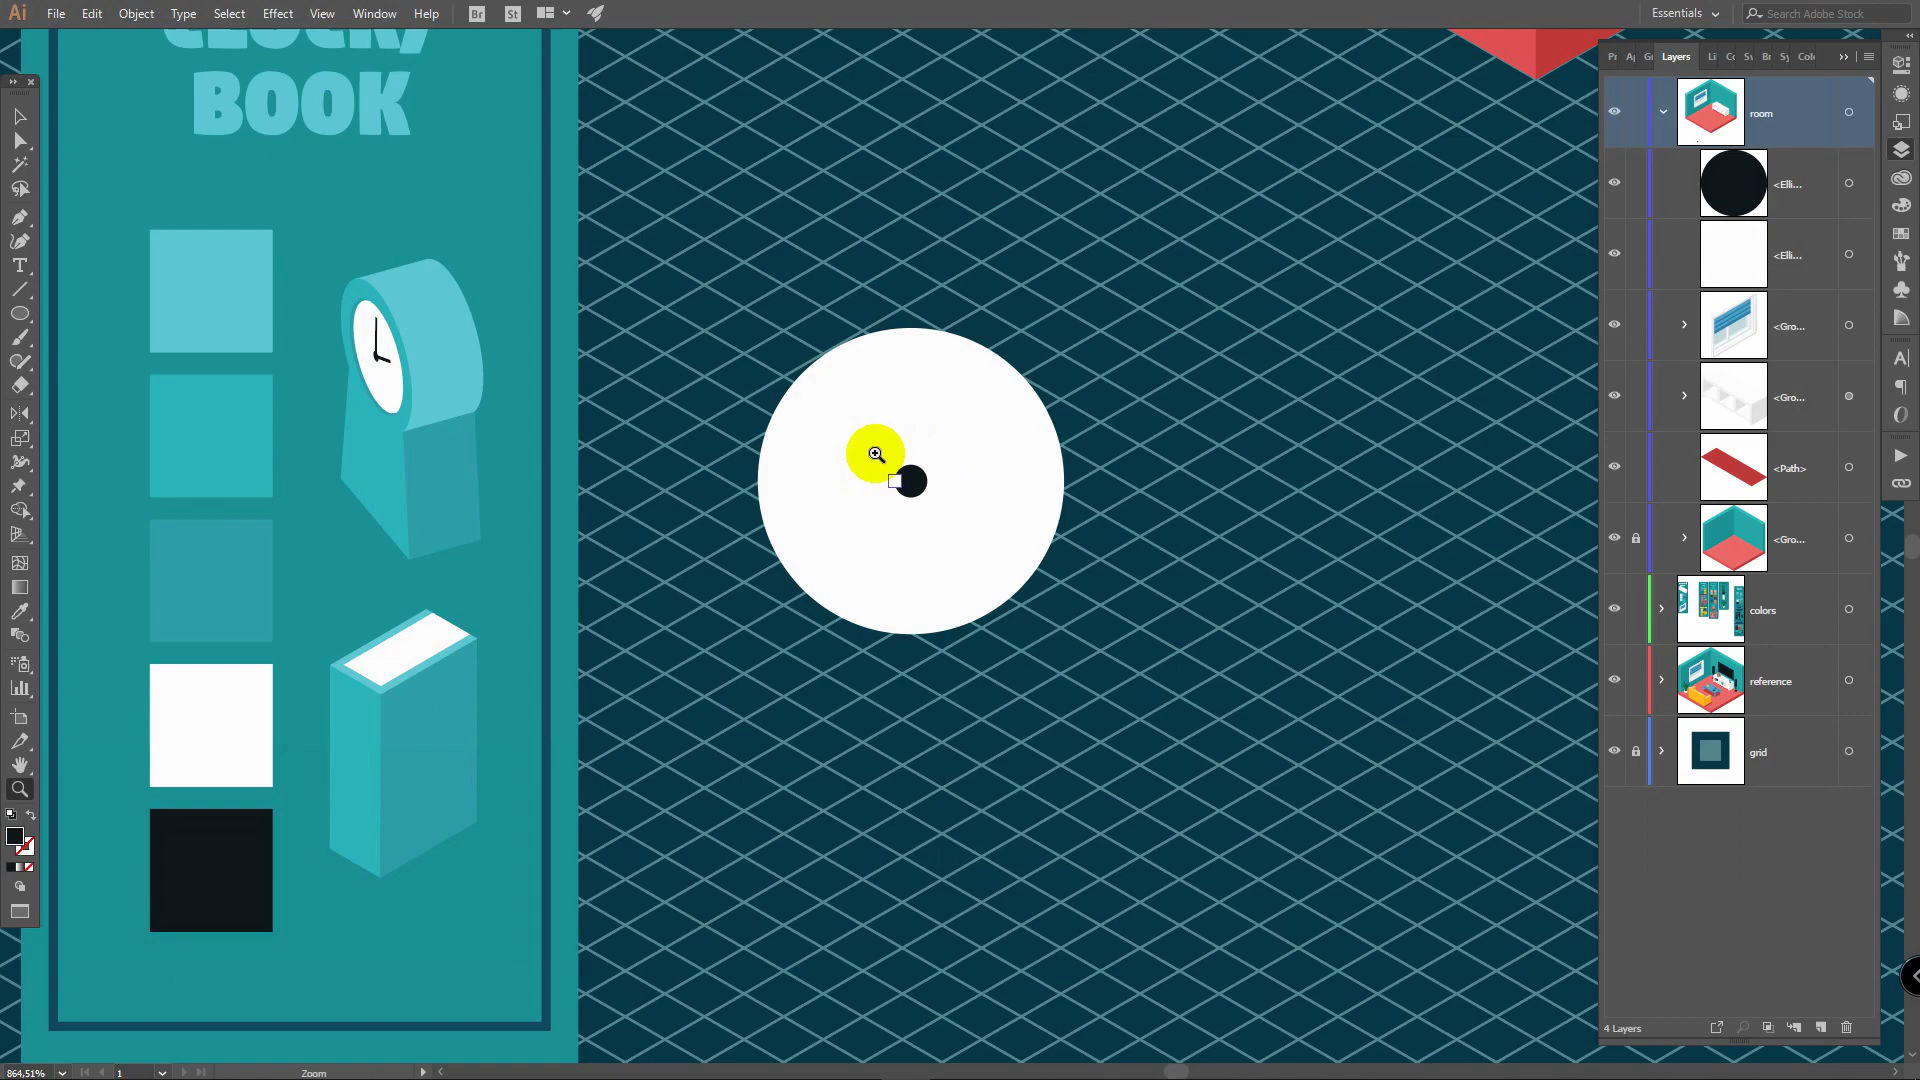 Ai File Edit Object Type Select Effect View Window Help Br St Essentials Search Adobe Stock
CLOCK/
BOOK
Layers
room
<Elli...
<Elli...
<Gro...
<Gro...
<Path>
<Gro...
colors
reference
grid
4 Layers
864,51% 1 Zoom